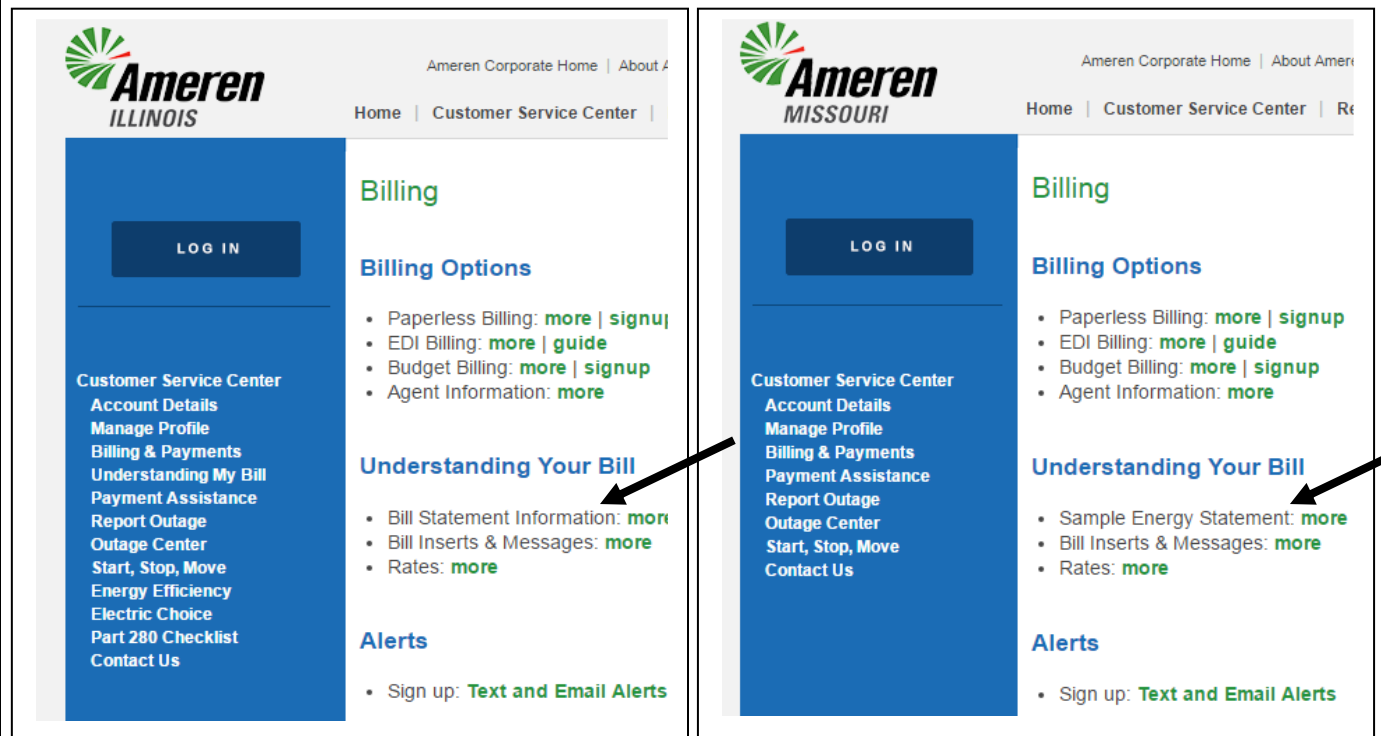 Ameren
ILLINOIS
Ameren Corporate Home | About
Home | Customer Service Center |
LOG IN
Customer Service Center
Account Details
Manage Profile
Billing & Payments
Understanding My Bill
Payment Assistance
Report Outage
Outage Center
Start, Stop, Move
Energy Efficiency
Electric Choice
Part 280 Checklist
Contact Us
Billing
Billing Options
• Paperless Billing: more | signup
• EDI Billing: more | guide
• Budget Billing: more | signup
• Agent Information: more
Understanding Your Bill
• Bill Statement Information: more
• Bill Inserts & Messages: more
• Rates: more
Alerts
• Sign up: Text and Email Alerts
Ameren
MISSOURI
Ameren Corporate Home | About Amere
Home | Customer Service Center | Re
LOG IN
Customer Service Center
Account Details
Manage Profile
Billing & Payments
Payment Assistance
Report Outage
Outage Center
Start, Stop, Move
Contact Us
Billing
Billing Options
• Paperless Billing: more | signup
• EDI Billing: more | guide
• Budget Billing: more | signup
• Agent Information: more
Understanding Your Bill
• Sample Energy Statement: more
• Bill Inserts & Messages: more
• Rates: more
Alerts
• Sign up: Text and Email Alerts